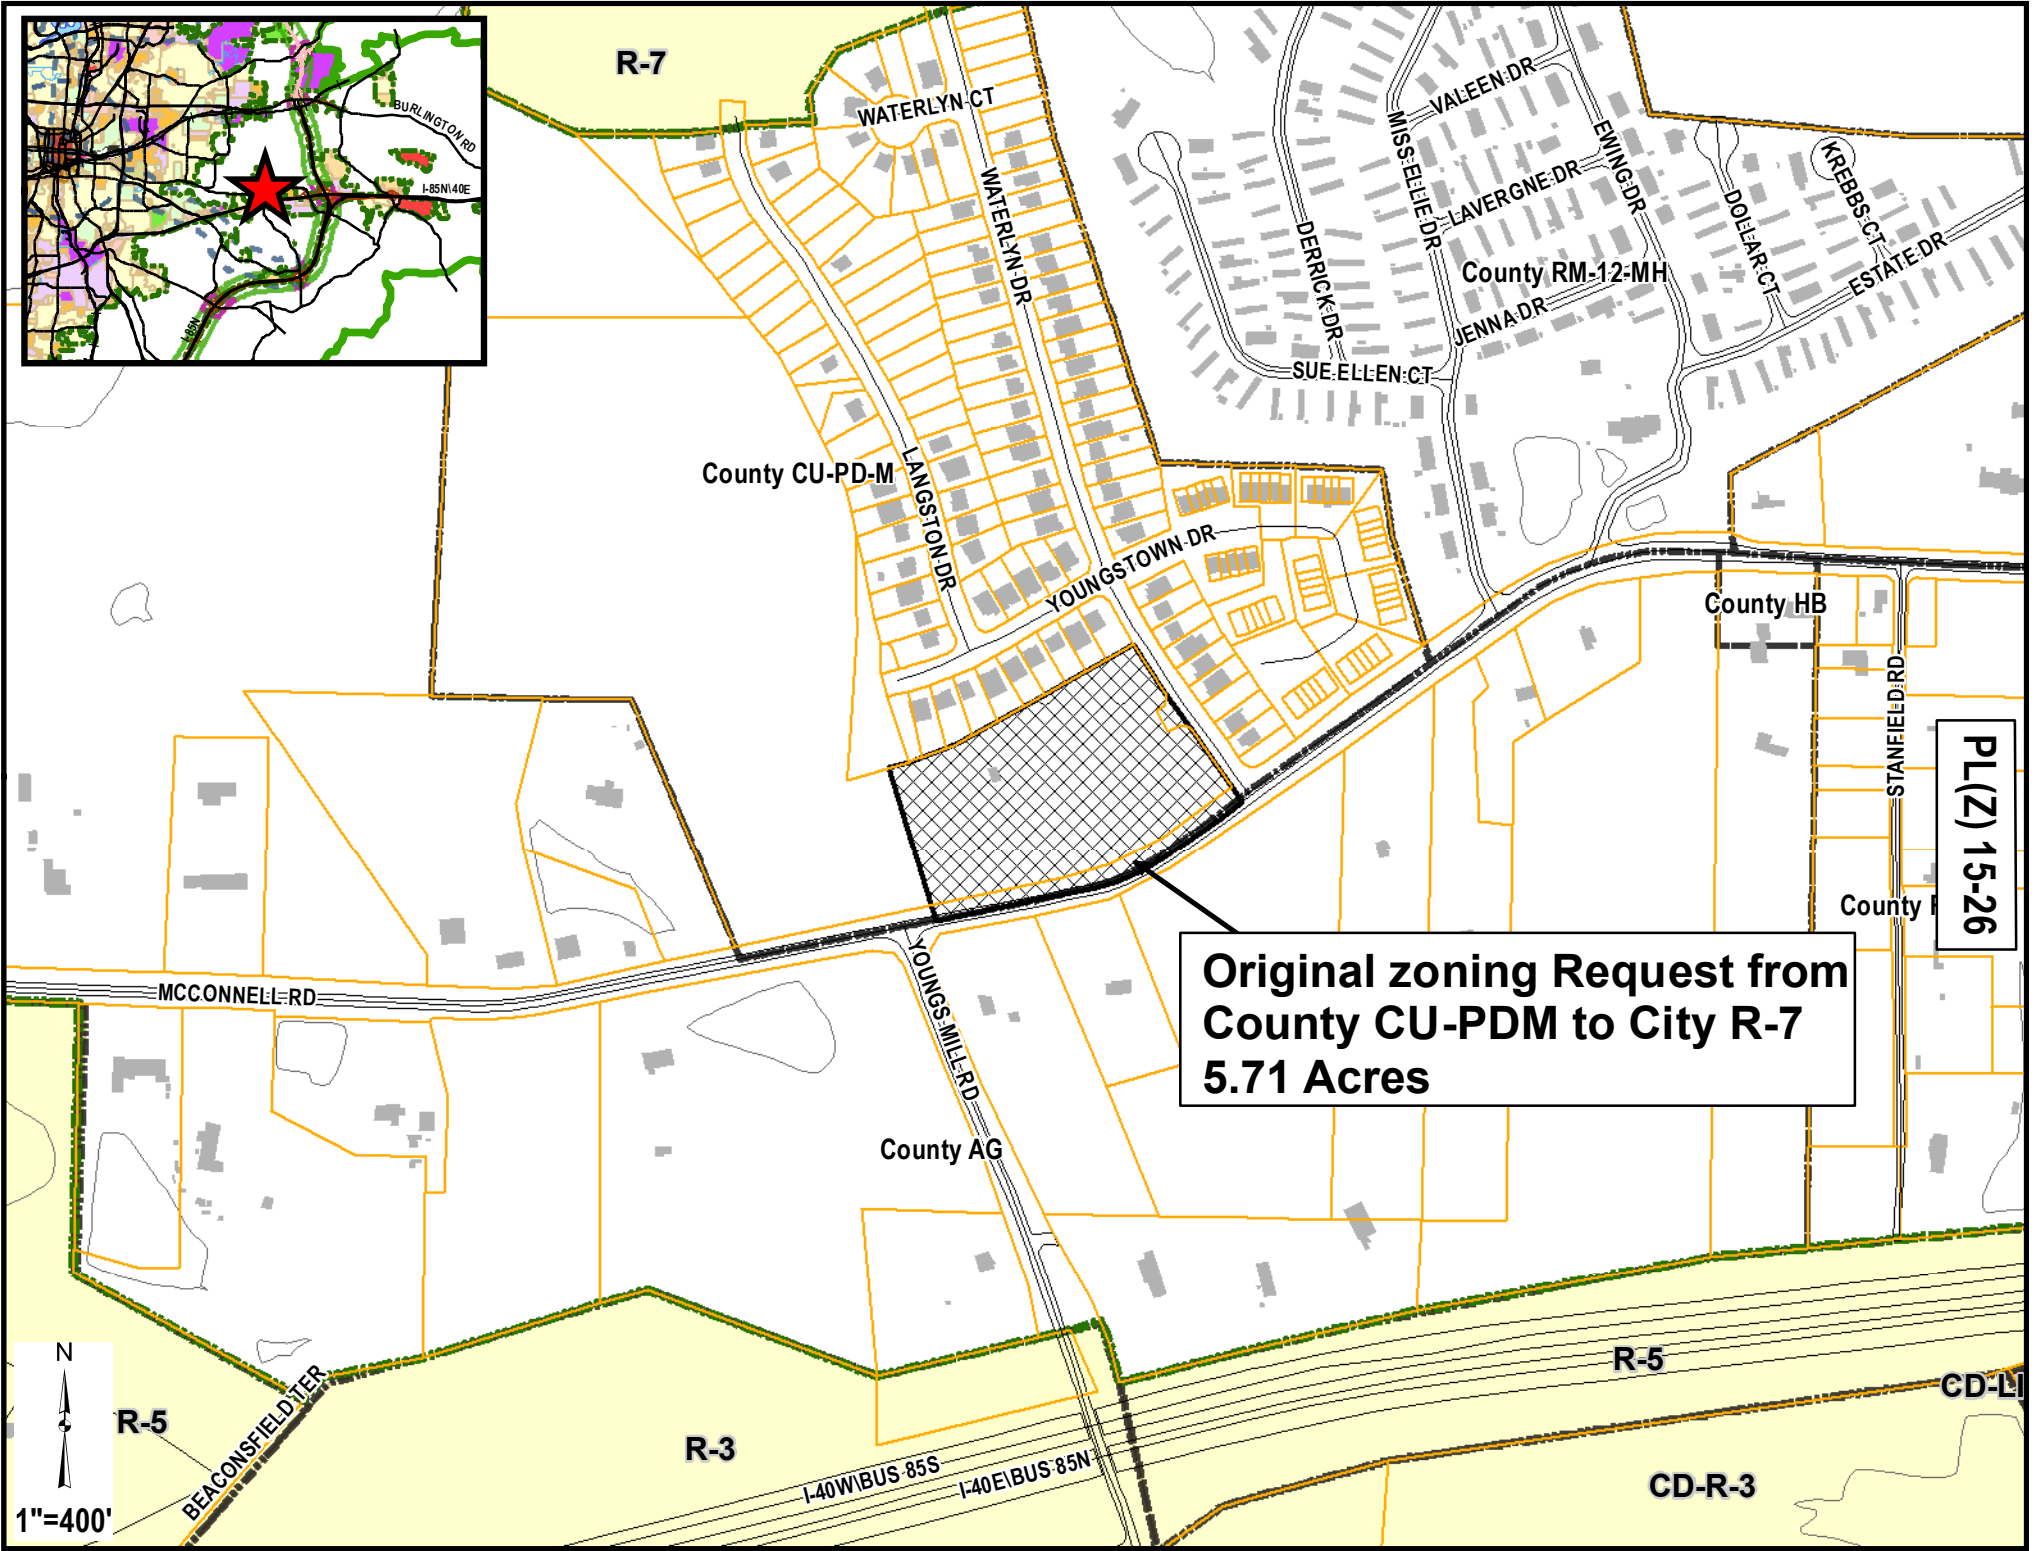 BURLINGTON RD
I-85N\40E
I-85N
R-7
WATERLYN CT
WATERLYN DR
VALEEN DR
MISS ELLIE DR
EWING DR
LAVERGNE DR
KREBBS CT
DOLLAR CT
DERRICK DR
ESTATE DR
County RM-12-MH
JENNA DR
SUE ELLEN CT
County CU-PD-M
LANGSTON DR
YOUNGSTOWN DR
County HB
STANFIELD RD
PL(Z) 15-26
County
Original zoning Request from
County CU-PDM to City R-7
5.71 Acres
MCCONNELL RD
YOUNGS MILL RD
County AG
R-5
CD-LI
R-3
CD-R-3
I-40W\BUS 85S
I-40E\BUS 85N
BEACONSFIELD TER
R-5
N
1"=400'